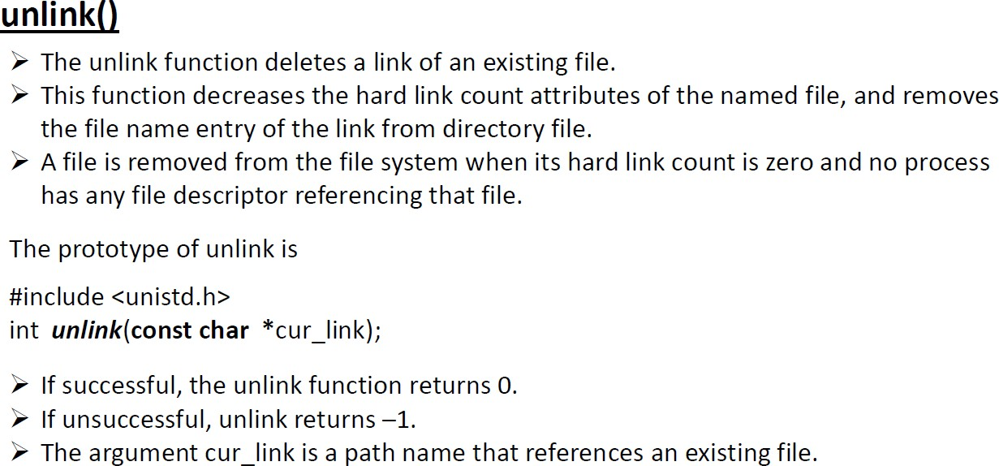 unlink()
➢ The unlink function deletes a link of an existing file.
➢ This function decreases the hard link count attributes of the named file, and removes
the file name entry of the link from directory file.
➢ A file is removed from the file system when its hard link count is zero and no process
has any file descriptor referencing that file.
The prototype of unlink is
#include <unistd.h>
int unlink(const char *cur_link);
➢ If successful, the unlink function returns 0.
➢ If unsuccessful, unlink returns –1.
➢ The argument cur_link is a path name that references an existing file.